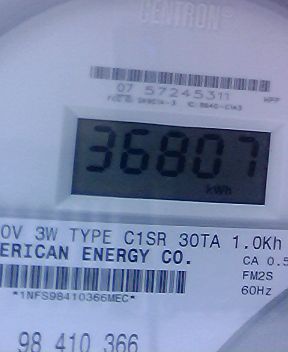 CENTRON®
07 57245311
36807
kWh
0V 3W TYPE C1SR 30TA 1.0Kh
ERICAN ENERGY CO.
CA 0.5
FM2S
*1NFS98410366MEC*
60Hz
98 410 366